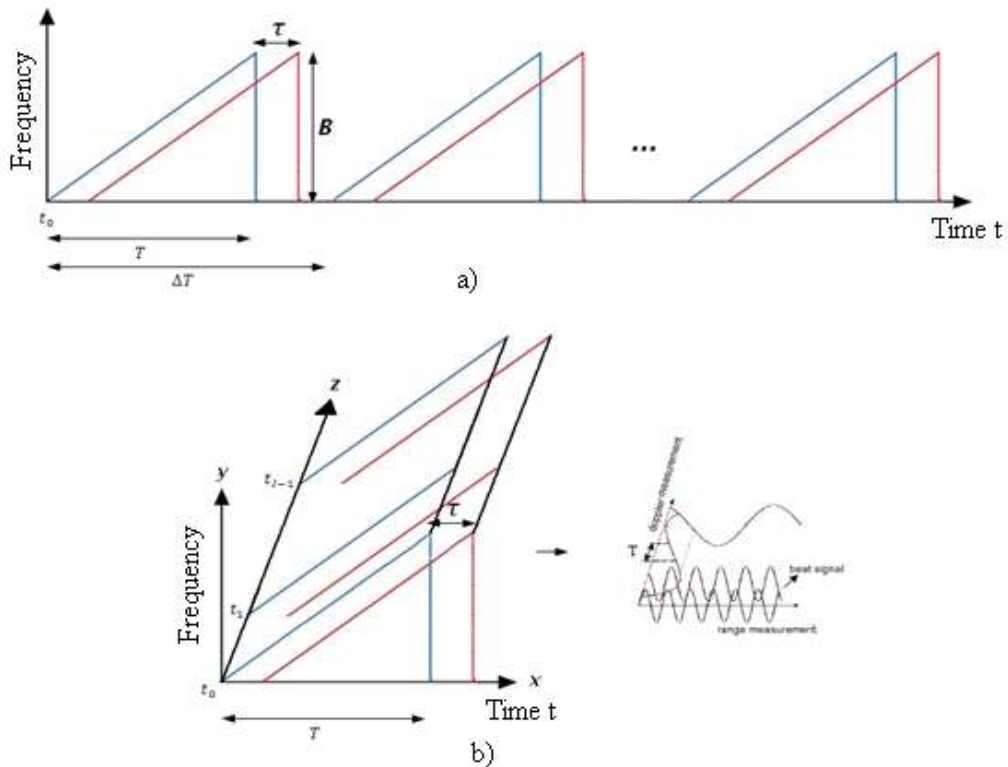 τ
Frequency
B
...
t₀
Time t
T
ΔT
a)
z
y
t_{l-1}
τ
doppler measurement
T
beat signal
t₁
Frequency
range measurement
t₀
x
Time t
T
b)